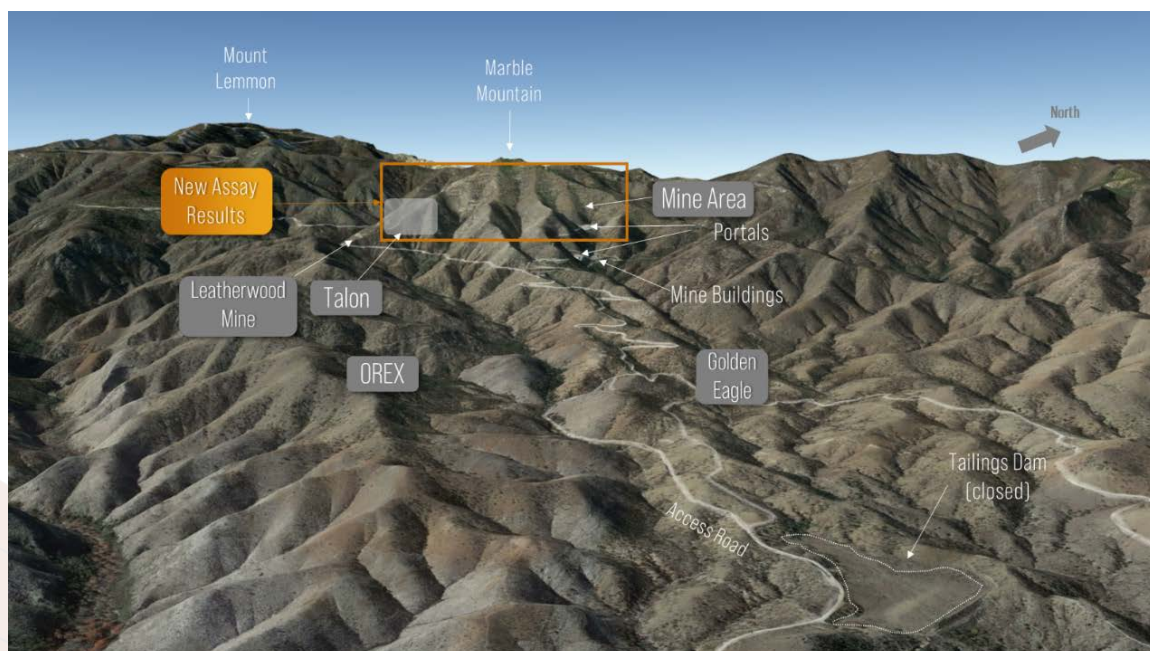 Mount
Lemmon
Marble
Mountain
North
New Assay
Results
Mine Area
Portals
Leatherwood
Mine
Talon
Mine Buildings
OREX
Golden
Eagle
Tailings Dam
(closed)
Access Road